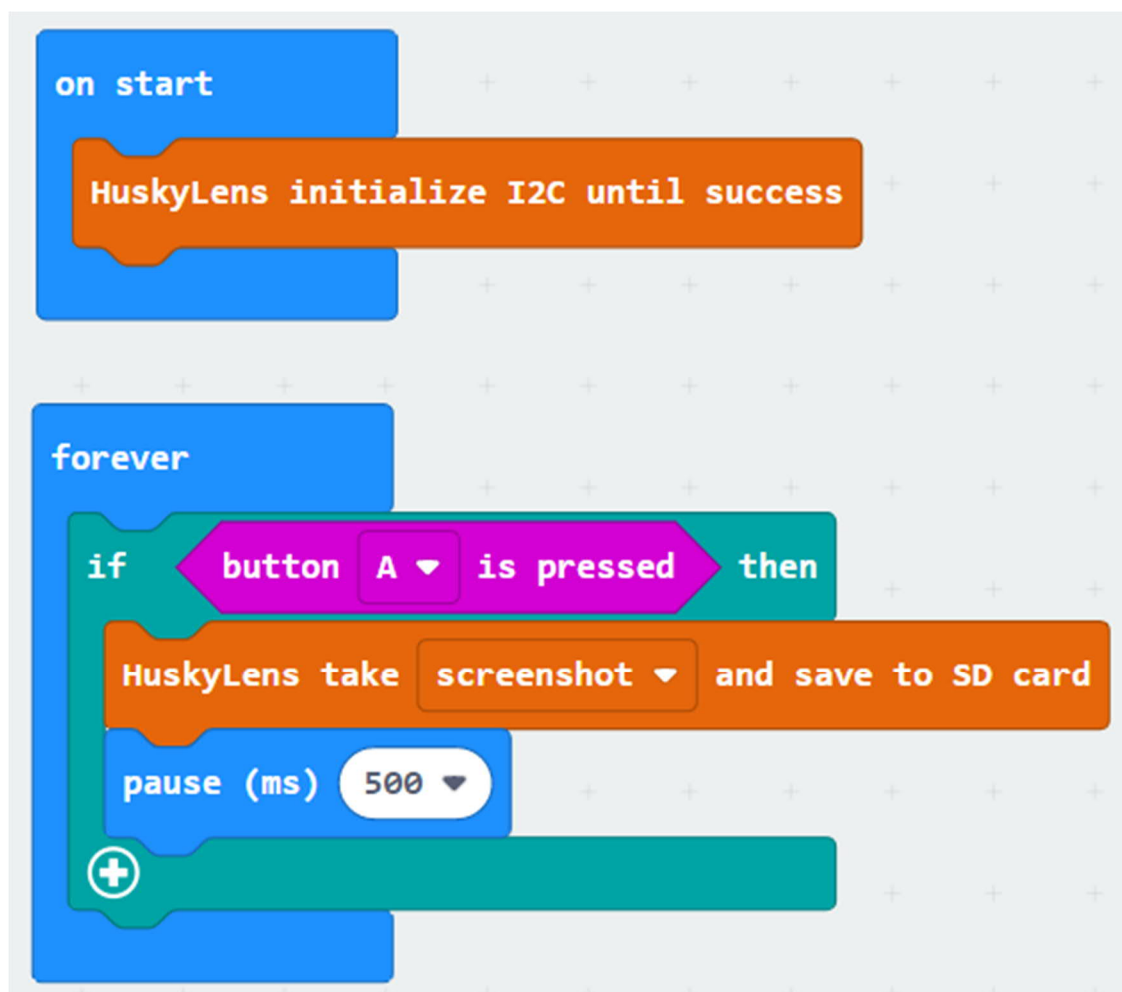 on start
HuskyLens initialize I2C until success
forever
if button A is pressed then
HuskyLens take screenshot and save to SD card
pause (ms) 500